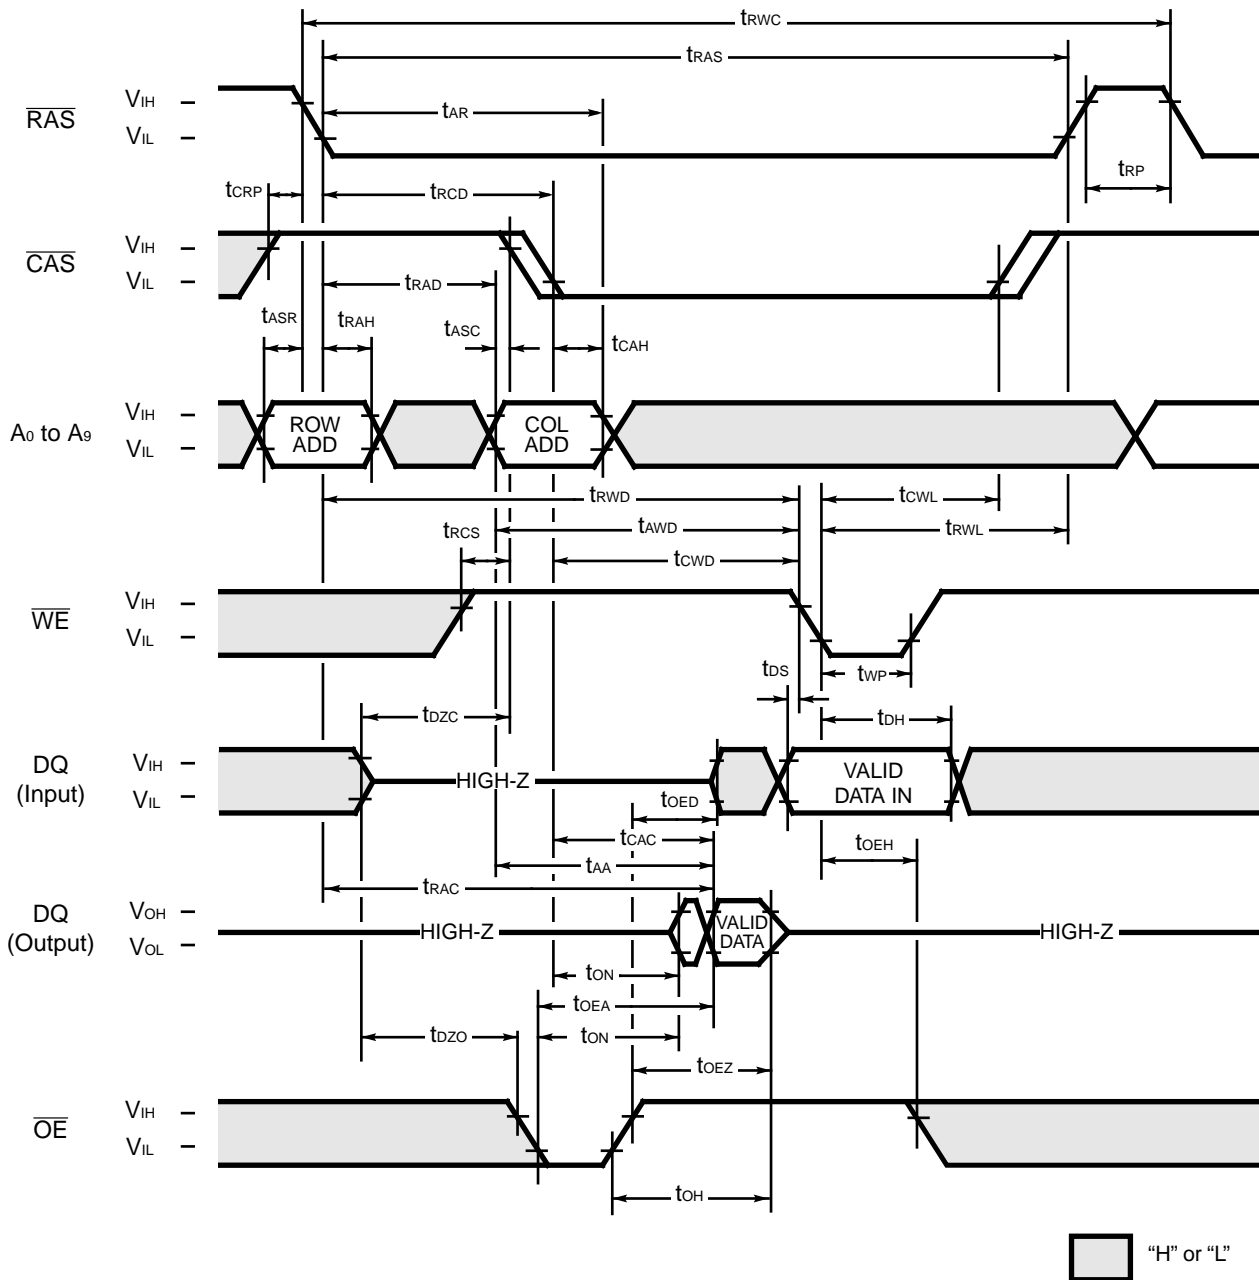 tRWC
tRAS
RAS
VIH
VIL
tAR
tRP
tCRP
tRCD
CAS
VIH
VIL
tRAD
tASR
tRAH
tASC
tCAH
A0 to A9
VIH
VIL
ROW
ADD
COL
ADD
tRWD
tCWL
tRCS
tAWD
tRWL
tCWD
WE
VIH
VIL
tDS
tWP
tDZC
tDH
DQ
(Input)
VIH
VIL
HIGH-Z
VALID
DATA IN
tOED
tCAC
tOEH
tAA
tRAC
DQ
(Output)
VOH
VOL
HIGH-Z
VALID
DATA
HIGH-Z
tON
tOEA
tDZO
tON
tOEZ
OE
VIH
VIL
tOH
“H” or “L”